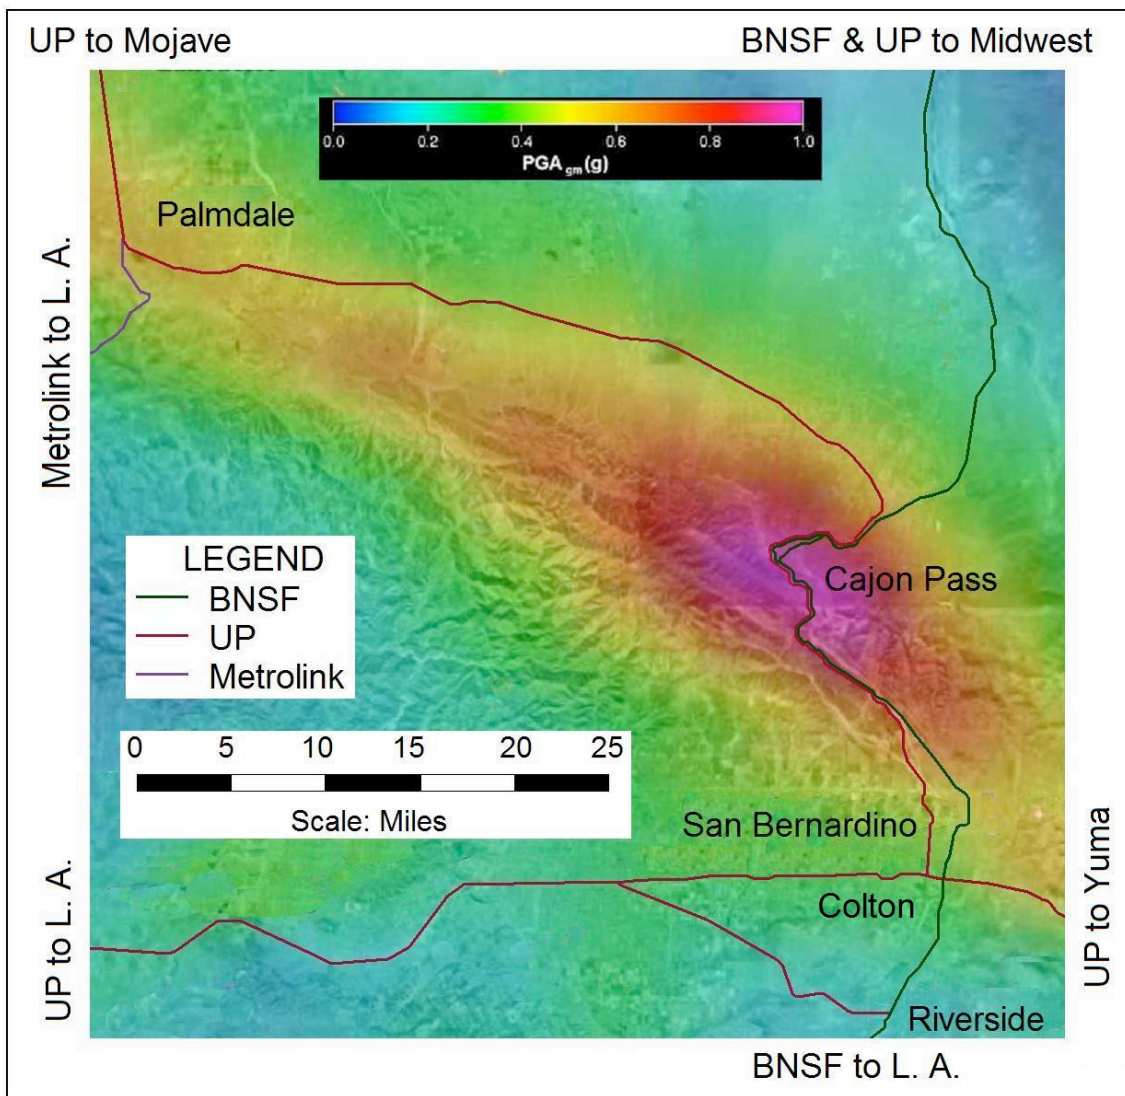 UP to Mojave
BNSF & UP to Midwest
0.0 0.2 0.4 0.6 0.8 1.0
PGA gm (g)
Palmdale
Metrolink to L. A.
LEGEND
BNSF
UP
Metrolink
Cajon Pass
0 5 10 15 20 25
Scale: Miles
San Bernardino
Colton
UP to L. A.
UP to Yuma
Riverside
BNSF to L. A.